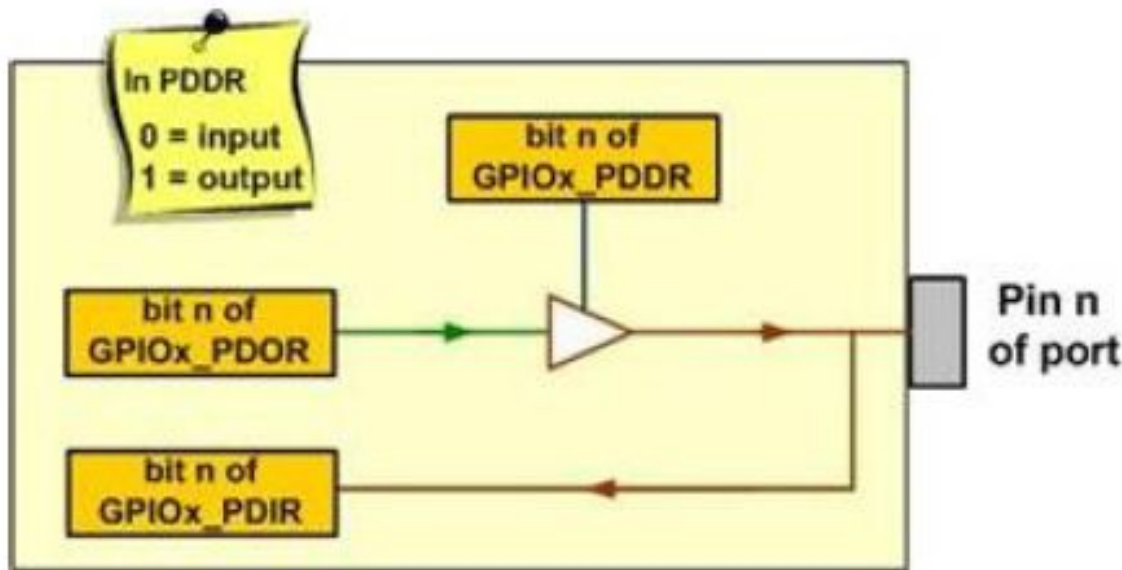 In PDDR
0 = input
1 = output
bit n of
GPIOx_PDDR
bit n of
GPIOx_PDOR
Pin n
of port
bit n of
GPIOx_PDIR